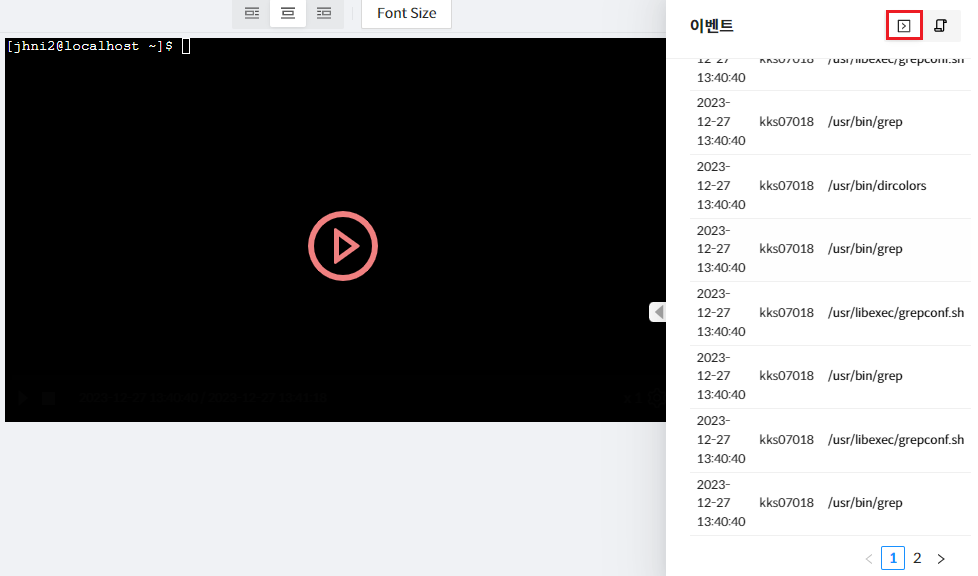 Font Size
[jhni2@localhost ~]$
이벤트
12-27 kks07018 /usr/libexec/grepconf.sh
13:40:40
2023-
12-27 kks07018 /usr/bin/grep
13:40:40
2023-
12-27 kks07018 /usr/bin/dircolors
13:40:40
2023-
12-27 kks07018 /usr/bin/grep
13:40:40
2023-
12-27 kks07018 /usr/libexec/grepconf.sh
13:40:40
2023-
12-27 kks07018 /usr/bin/grep
13:40:40
2023-
12-27 kks07018 /usr/libexec/grepconf.sh
13:40:40
2023-
12-27 kks07018 /usr/bin/grep
13:40:40
< 1 2 >